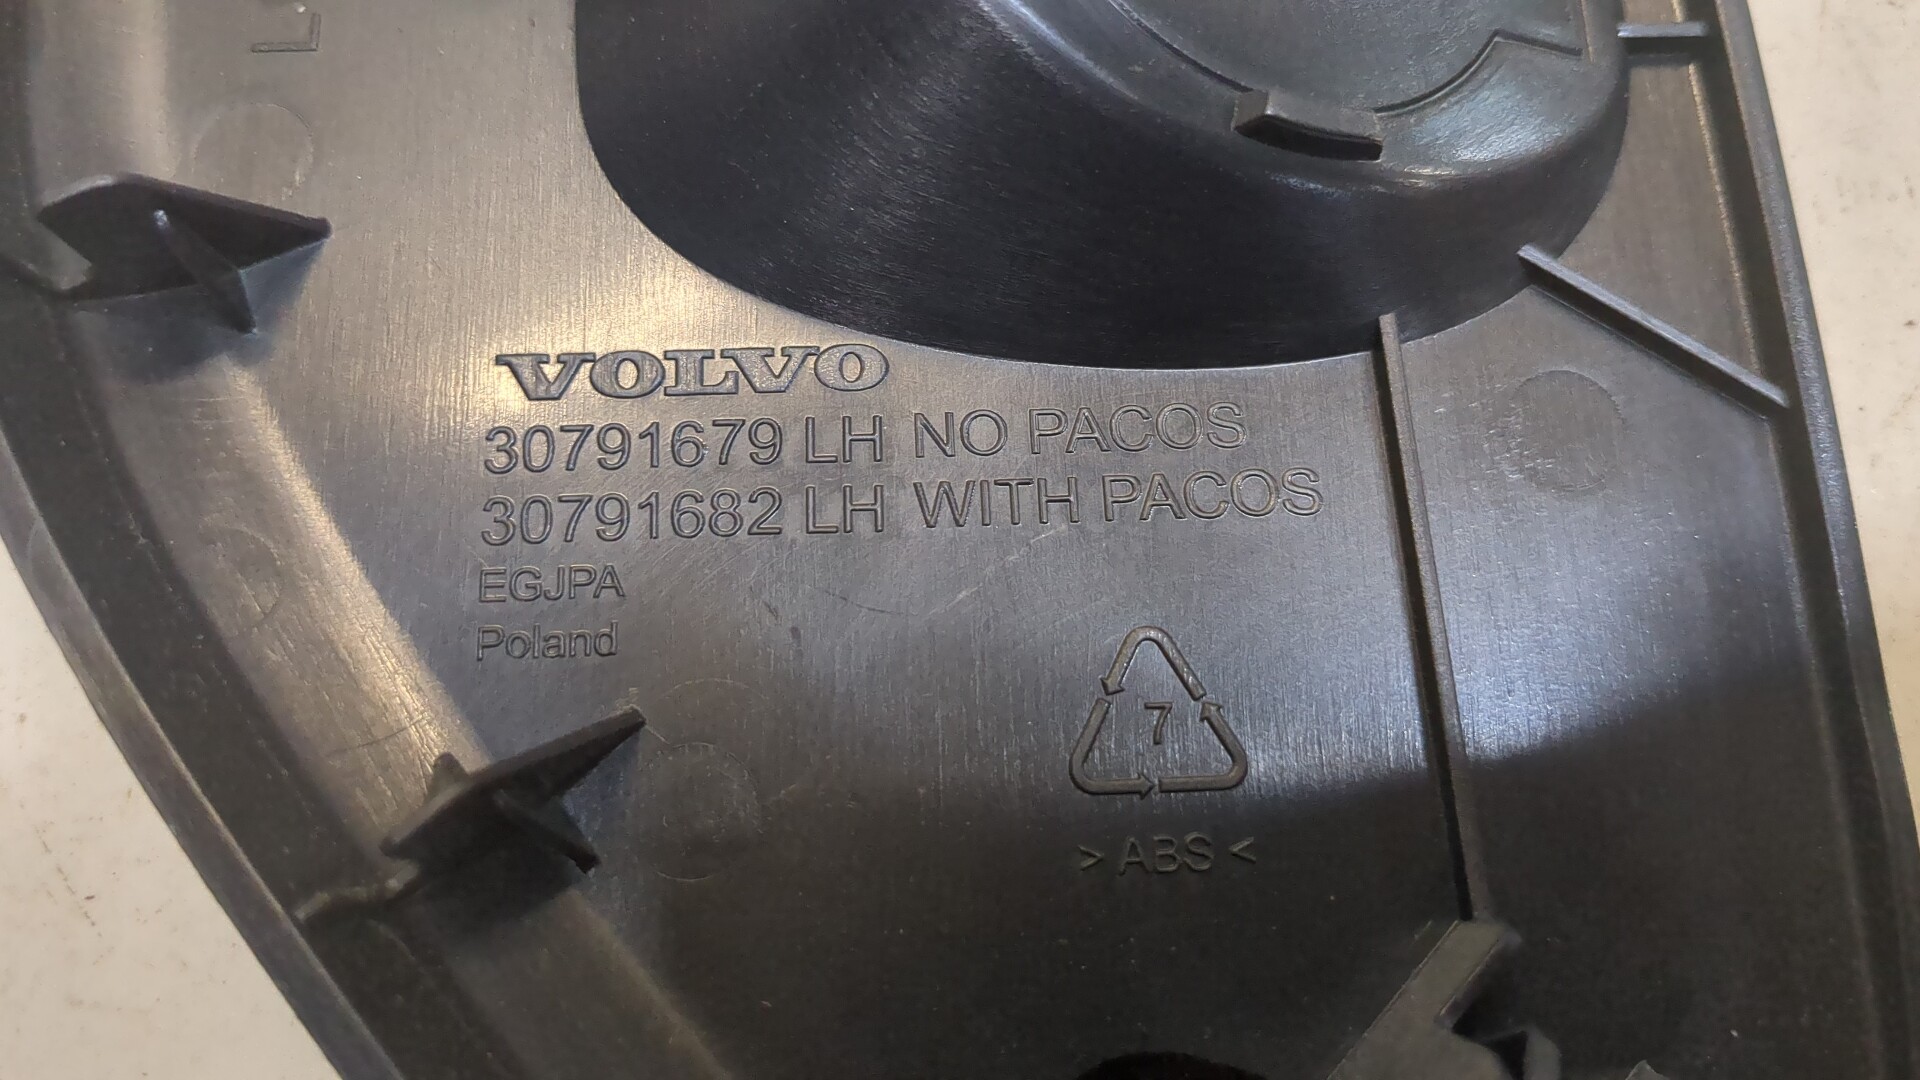 L
VOLVO
30791679 LH NO PACOS
30791682 LH WITH PACOS
EGJPA
Poland
7
> ABS <